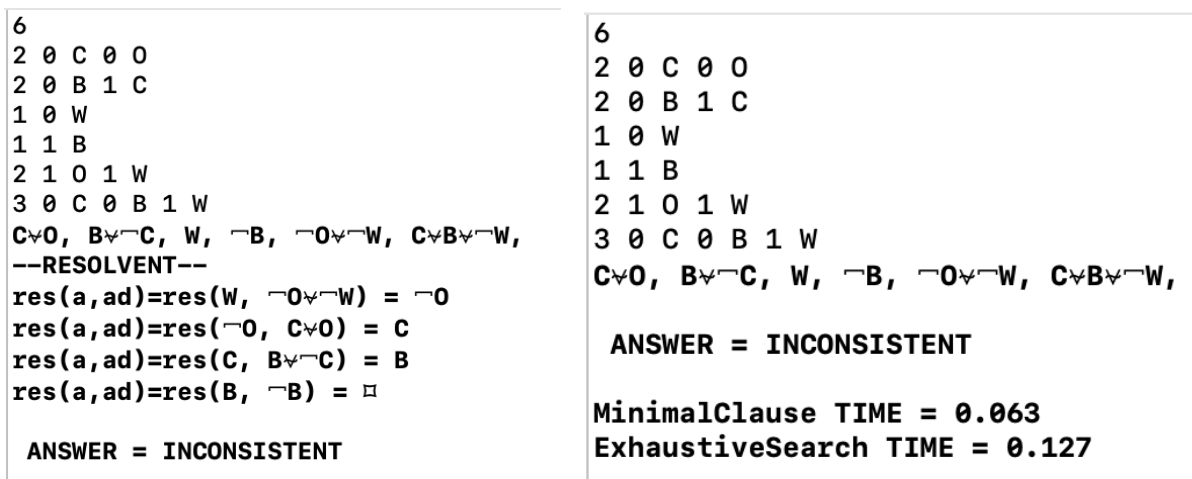 6
2 0 C 0 O
2 0 B 1 C
1 0 W
1 1 B
2 1 O 1 W
3 0 C 0 B 1 W
C⩝O, B⩝¬C, W, ¬B, ¬O⩝¬W, C⩝B⩝¬W,
--RESOLVENT--
res(a,ad)=res(W, ¬O⩝¬W) = ¬O
res(a,ad)=res(¬O, C⩝O) = C
res(a,ad)=res(C, B⩝¬C) = B
res(a,ad)=res(B, ¬B) = ⌑
ANSWER = INCONSISTENT
6
2 0 C 0 O
2 0 B 1 C
1 0 W
1 1 B
2 1 O 1 W
3 0 C 0 B 1 W
C⩝O, B⩝¬C, W, ¬B, ¬O⩝¬W, C⩝B⩝¬W,
ANSWER = INCONSISTENT
MinimalClause TIME = 0.063
ExhaustiveSearch TIME = 0.127